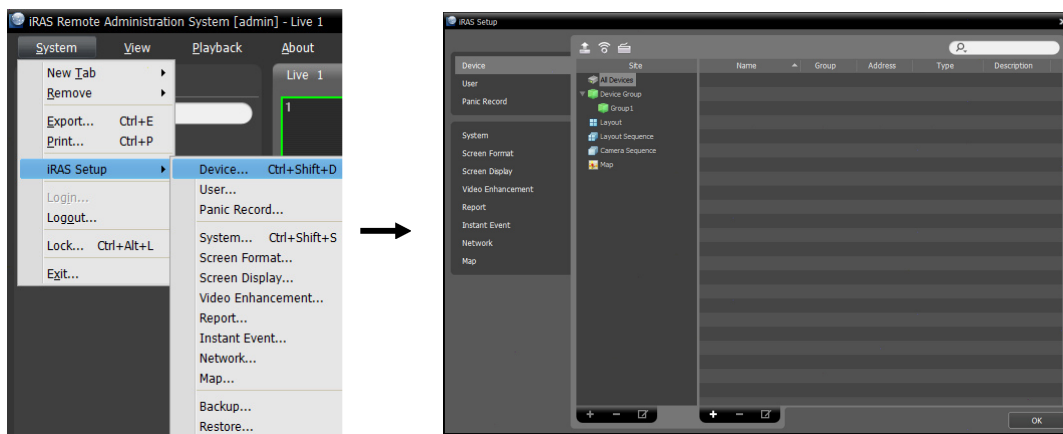 iRAS Remote Administration System [admin] - Live 1
System View Playback About
New Tab
Remove
Export... Ctrl+E
Print... Ctrl+P
iRAS Setup
Login...
Logout...
Lock... Ctrl+Alt+L
Exit...
Live 1
1
Device... Ctrl+Shift+D
User...
Panic Record...
System... Ctrl+Shift+S
Screen Format...
Screen Display...
Video Enhancement...
Report...
Instant Event...
Network...
Map...
Backup...
Restore...
iRAS Setup
Device
User
Panic Record
System
Screen Format
Screen Display
Video Enhancement
Report
Instant Event
Network
Map
Site
All Devices
Device Group
Group1
Layout
Layout Sequence
Camera Sequence
Map
Name Group Address Type Description
OK